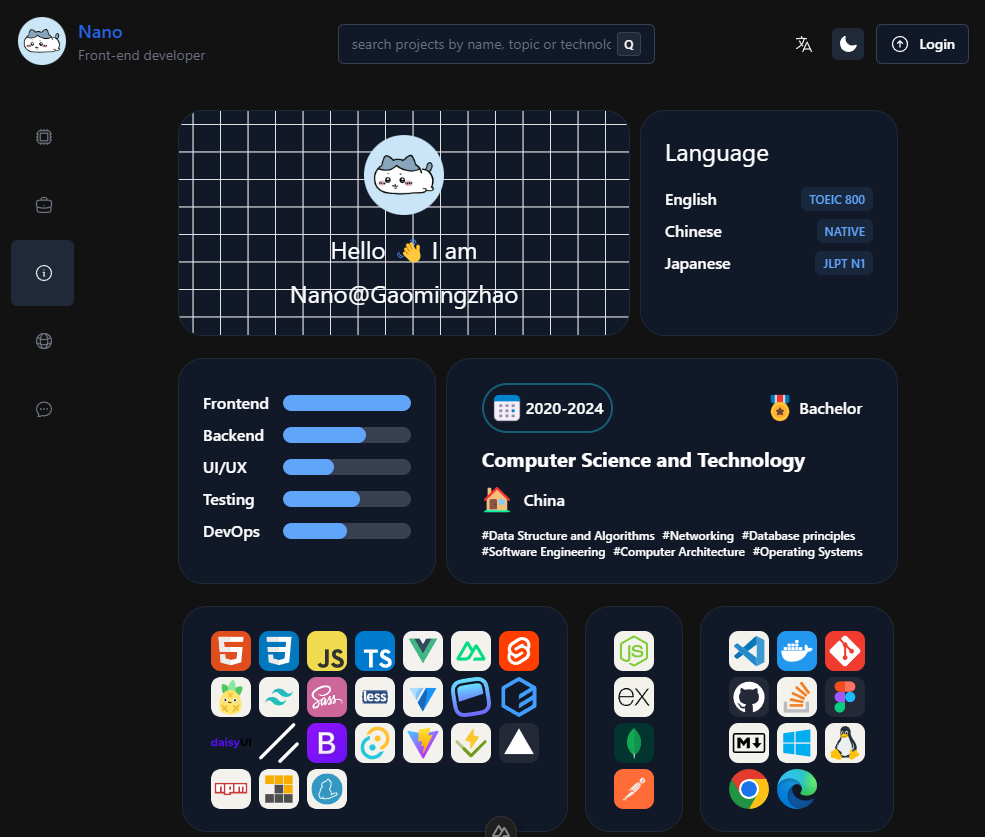 Nano
Front-end developer
search projects by name, topic or technolc
Q
Login
Hello 👋 I am
Nano@Gaomingzhao
Language
English TOEIC 800
Chinese NATIVE
Japanese JLPT N1
Frontend
Backend
UI/UX
Testing
DevOps
2020-2024
Bachelor
Computer Science and Technology
China
#Data Structure and Algorithms #Networking #Database principles
#Software Engineering #Computer Architecture #Operating Systems
JS
TS
Sass
less
daisyUI
B
npm
JS
ex
M